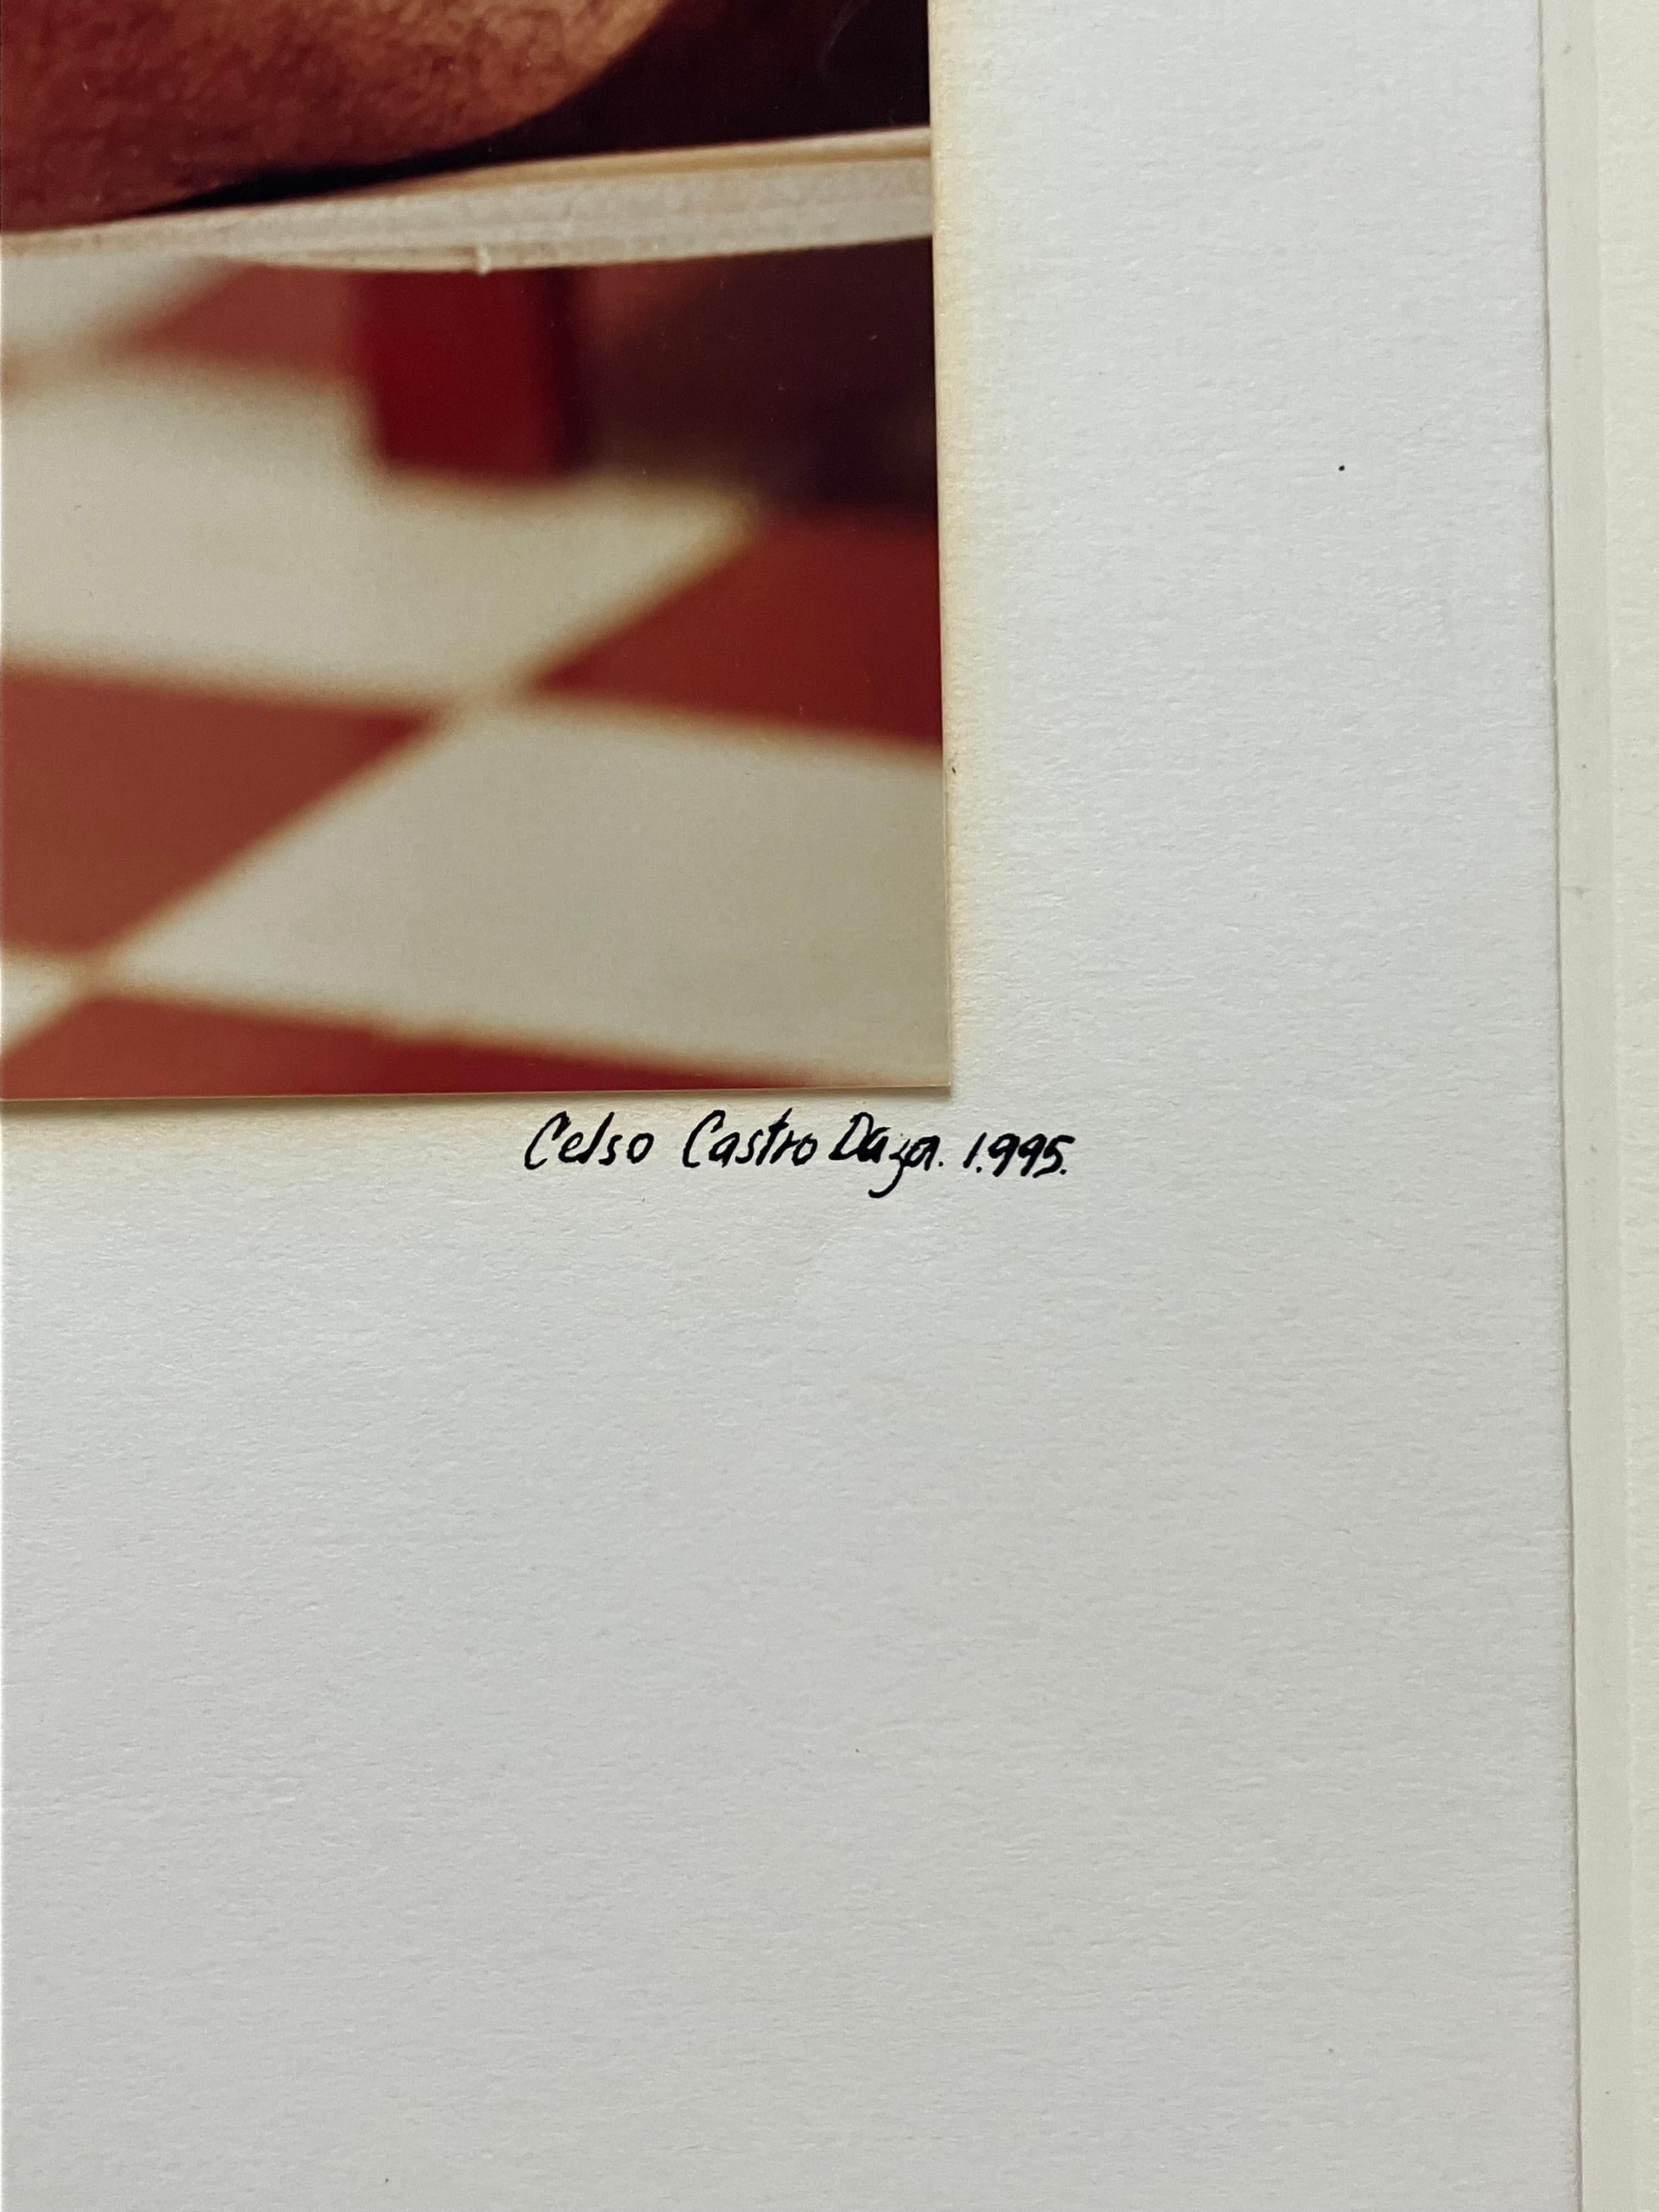 Celso Castro Daza. 1.995.